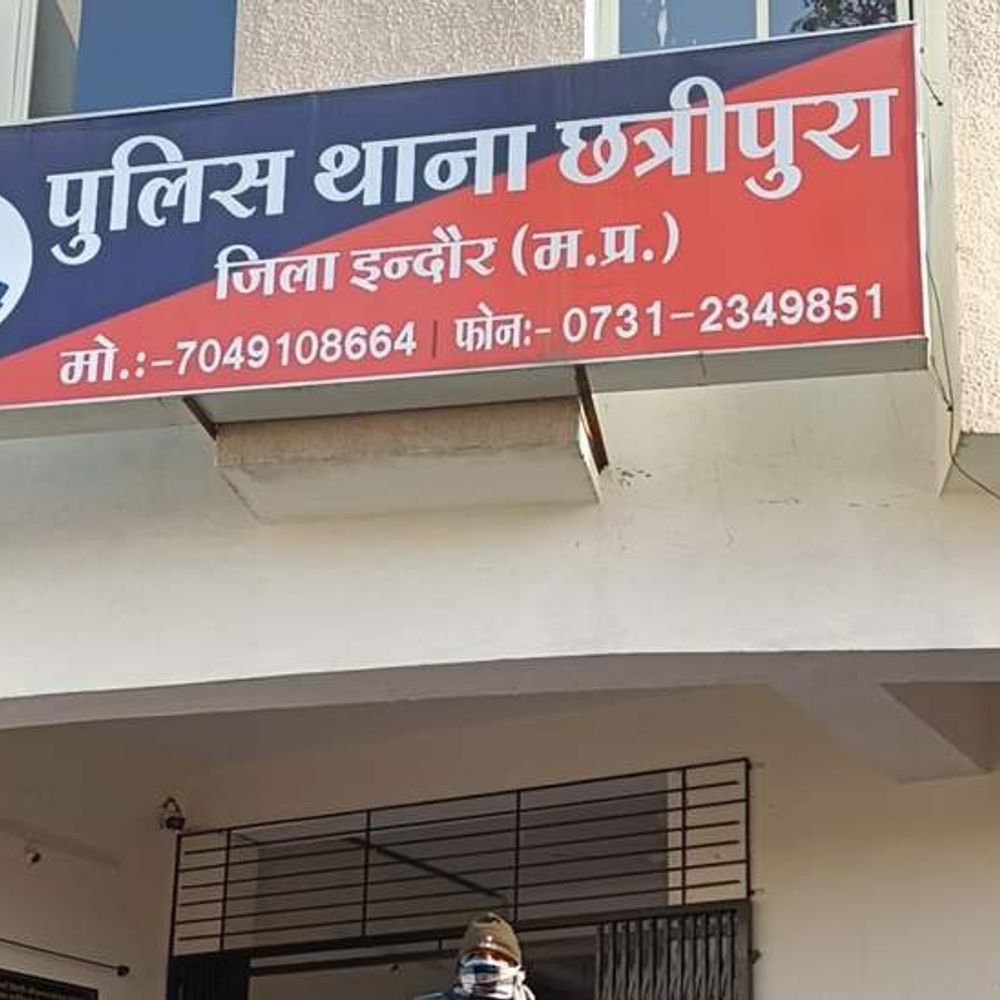 पुलिस थाना छत्रीपुरा
जिला इन्दौर (म.प्र.)
मो.:-7049108664 | फोन:- 0731-2349851